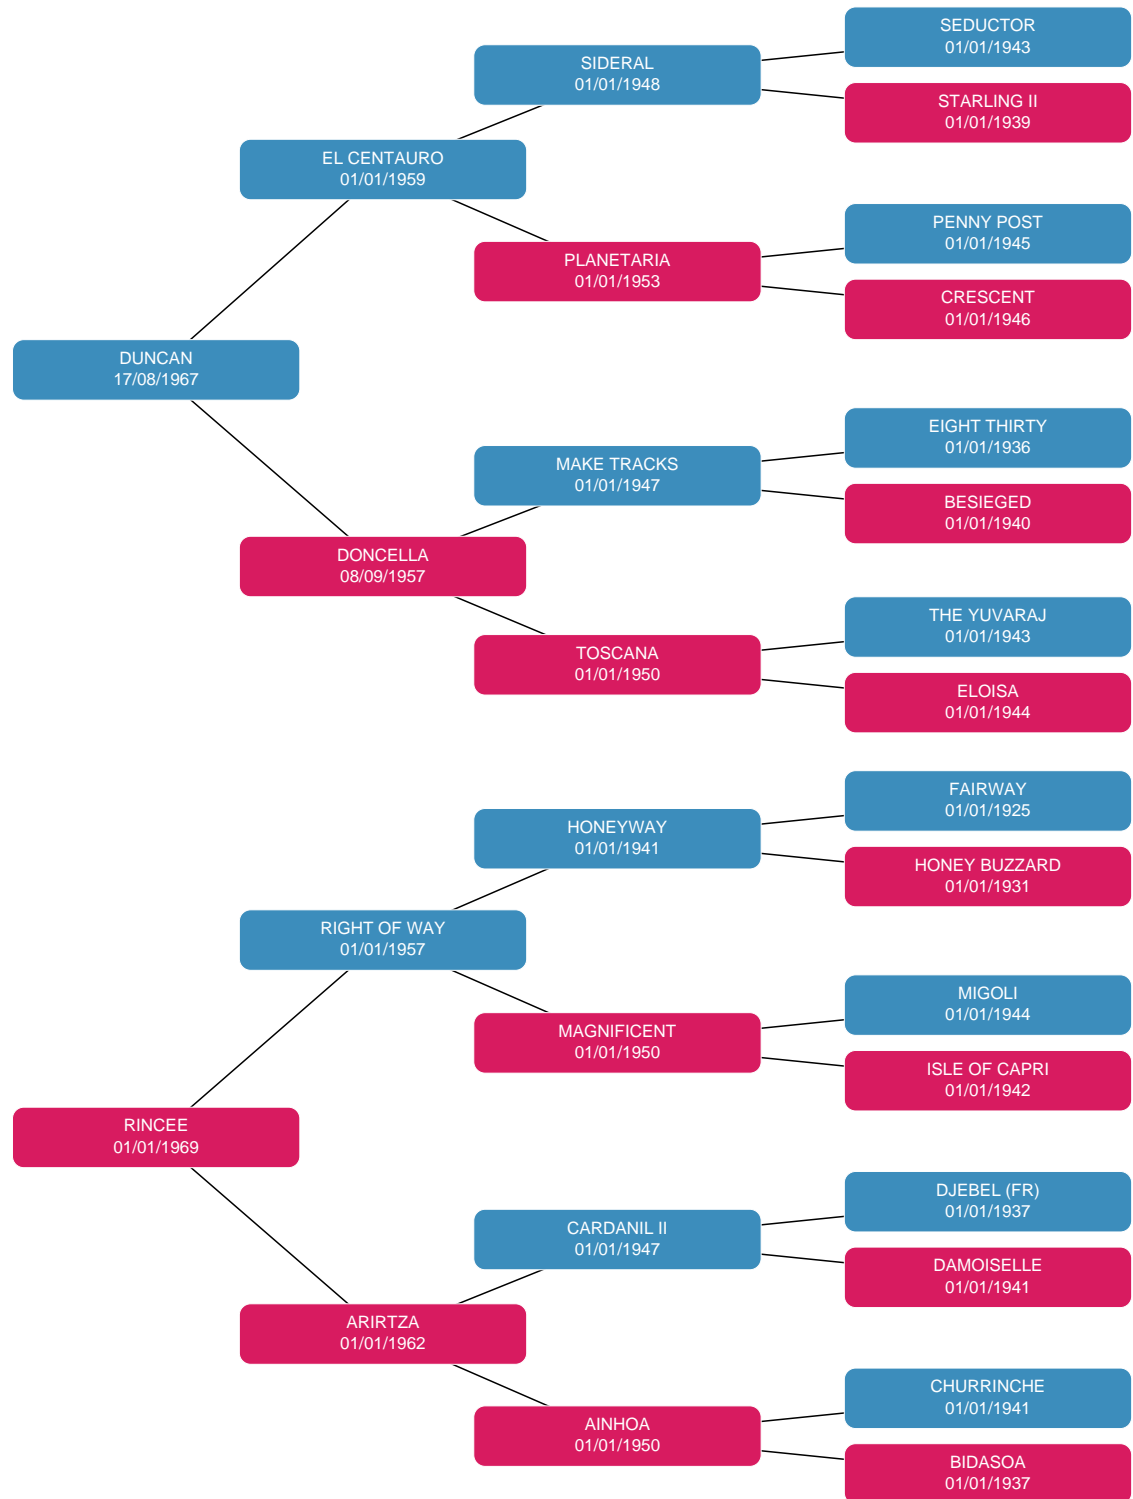 SEDUCTOR
01/01/1943
SIDERAL
01/01/1948
STARLING II
01/01/1939
EL CENTAURO
01/01/1959
PENNY POST
01/01/1945
PLANETARIA
01/01/1953
CRESCENT
01/01/1946
DUNCAN
17/08/1967
EIGHT THIRTY
01/01/1936
MAKE TRACKS
01/01/1947
BESIEGED
01/01/1940
DONCELLA
08/09/1957
THE YUVARAJ
01/01/1943
TOSCANA
01/01/1950
ELOISA
01/01/1944
FAIRWAY
01/01/1925
HONEYWAY
01/01/1941
HONEY BUZZARD
01/01/1931
RIGHT OF WAY
01/01/1957
MIGOLI
01/01/1944
MAGNIFICENT
01/01/1950
ISLE OF CAPRI
01/01/1942
RINCEE
01/01/1969
DJEBEL (FR)
01/01/1937
CARDANIL II
01/01/1947
DAMOISELLE
01/01/1941
ARIRTZA
01/01/1962
CHURRINCHE
01/01/1941
AINHOA
01/01/1950
BIDASOA
01/01/1937